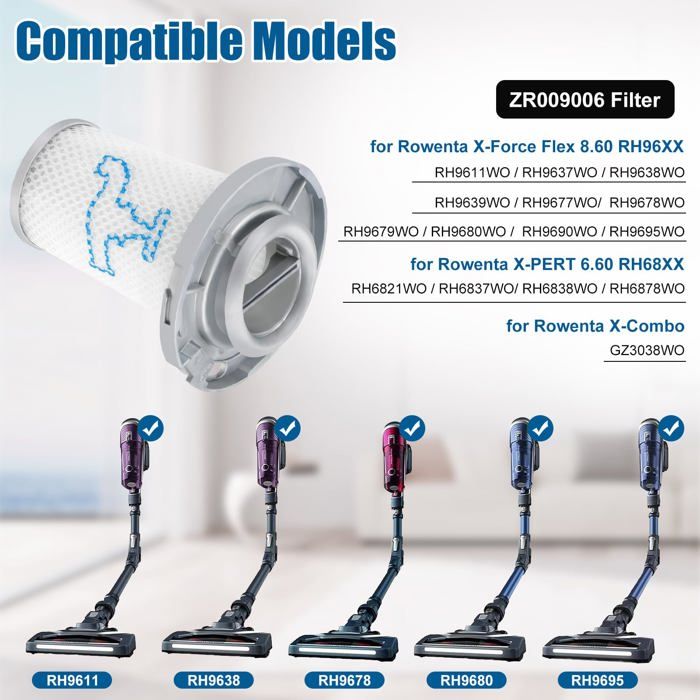 Compatible Models
ZR009006 Filter
for Rowenta X-Force Flex 8.60 RH96XX
RH9611WO / RH9637WO / RH9638WO
RH9639WO / RH9677WO/ RH9678WO
RH9679WO / RH9680WO / RH9690WO / RH9695WO
for Rowenta X-PERT 6.60 RH68XX
RH6821WO / RH6837WO/ RH6838WO / RH6878WO
for Rowenta X-Combo
GZ3038WO
RH9611
RH9638
RH9678
RH9680
RH9695